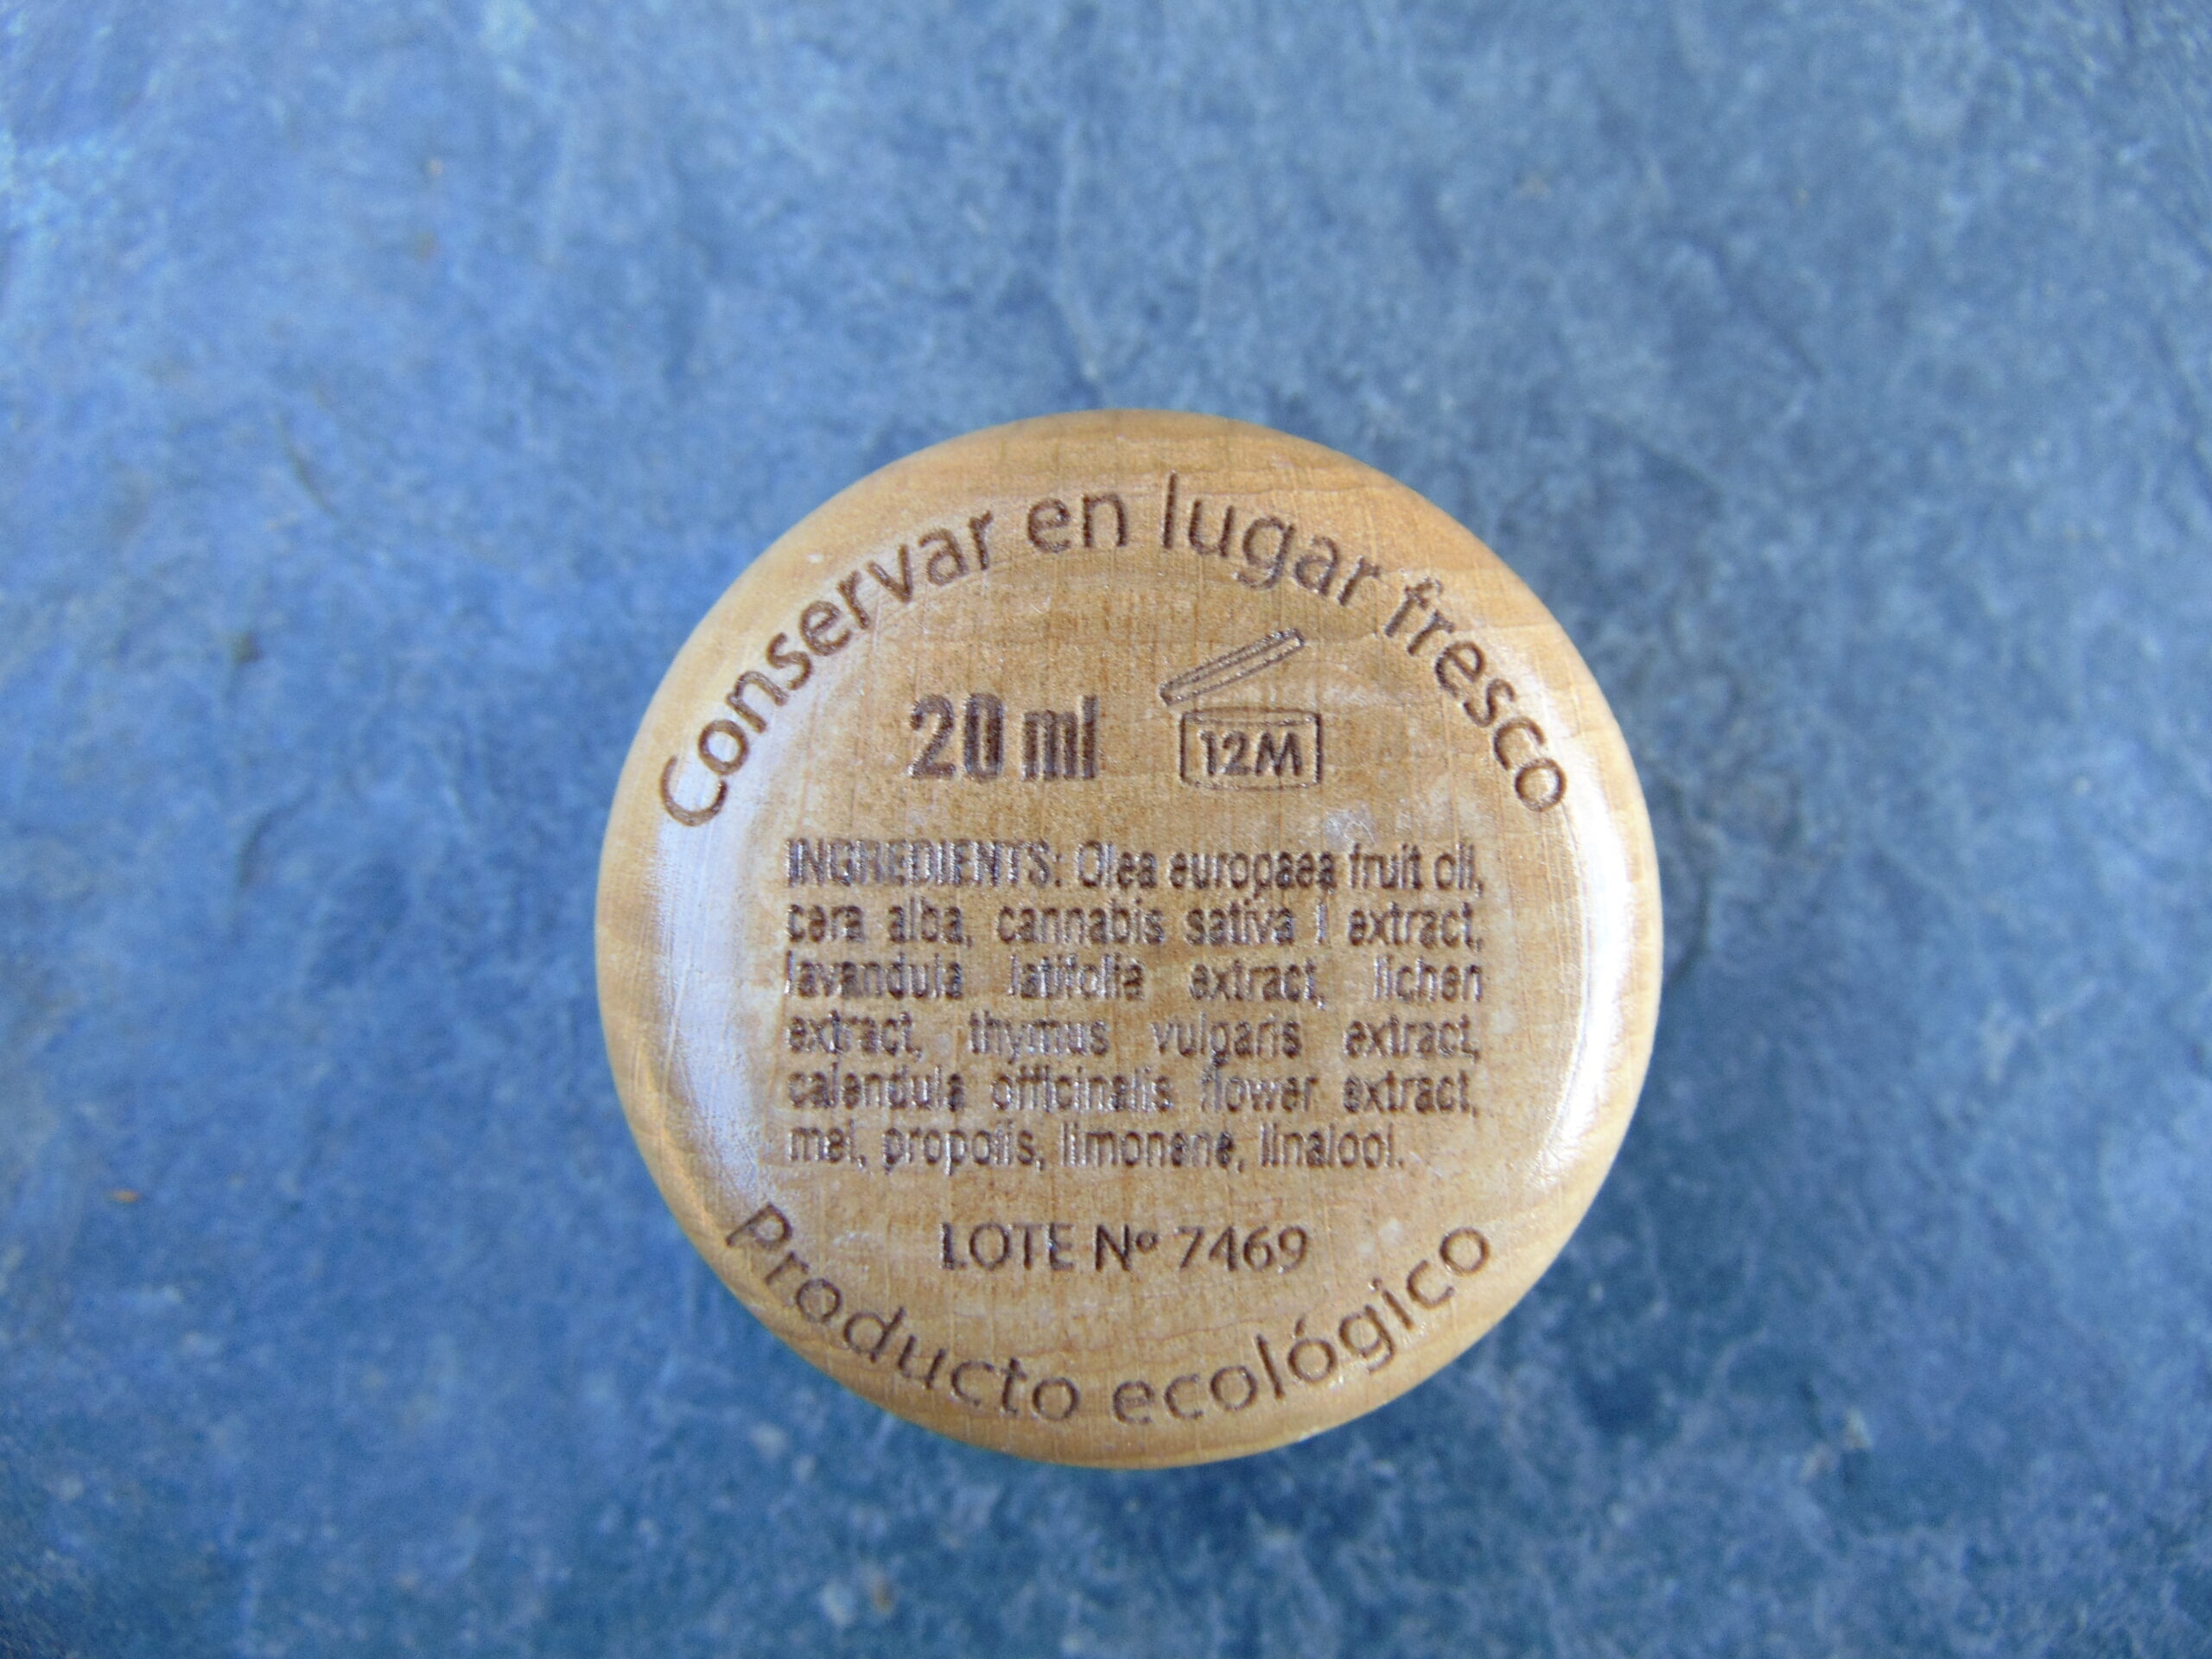 Conservar en lugar fresco
20 ml
12M
INGREDIENTS: Olea europaea fruit oil,
cera alba, cannabis sativa l extract,
lavandula latifolia extract, lichen
extract, thymus vulgaris extract,
calendula officinalis flower extract,
mel, propolis, limonene, linalool.
LOTE Nº 7469
Producto ecológico